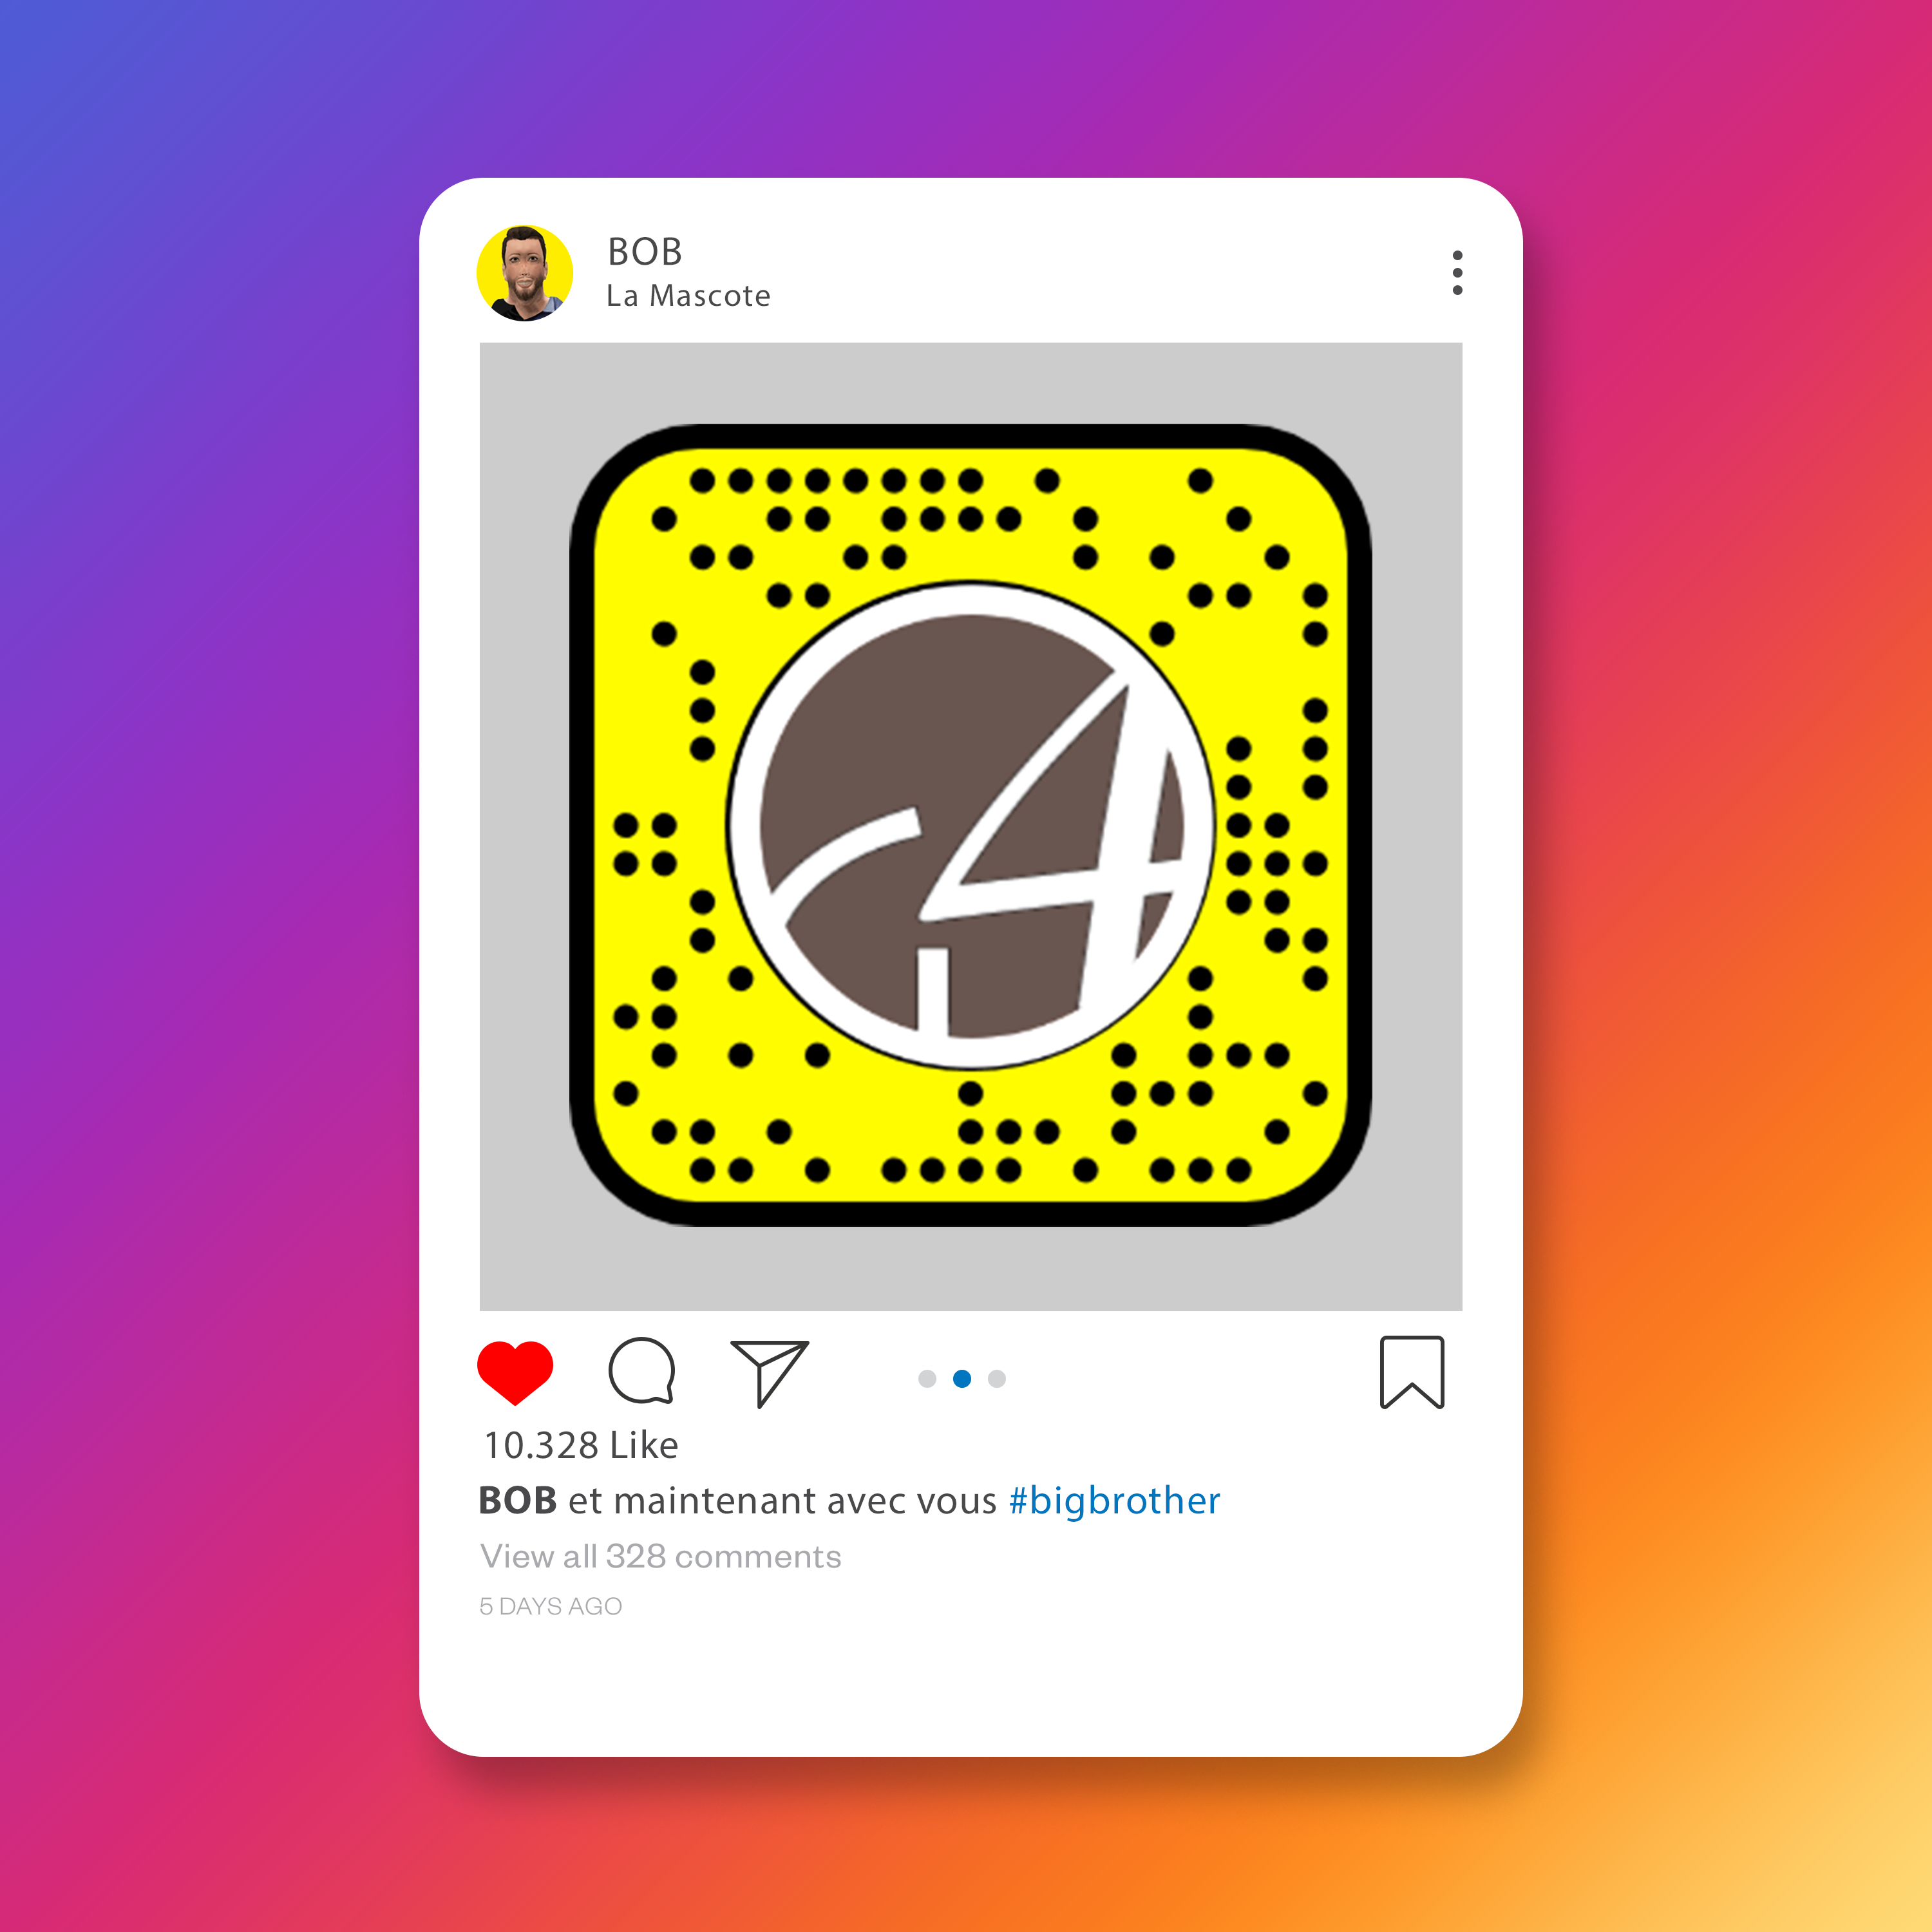 BOB
La Mascote
4
10.328 Like
BOB et maintenant avec vous #bigbrother
View all 328 comments
5 DAYS AGO